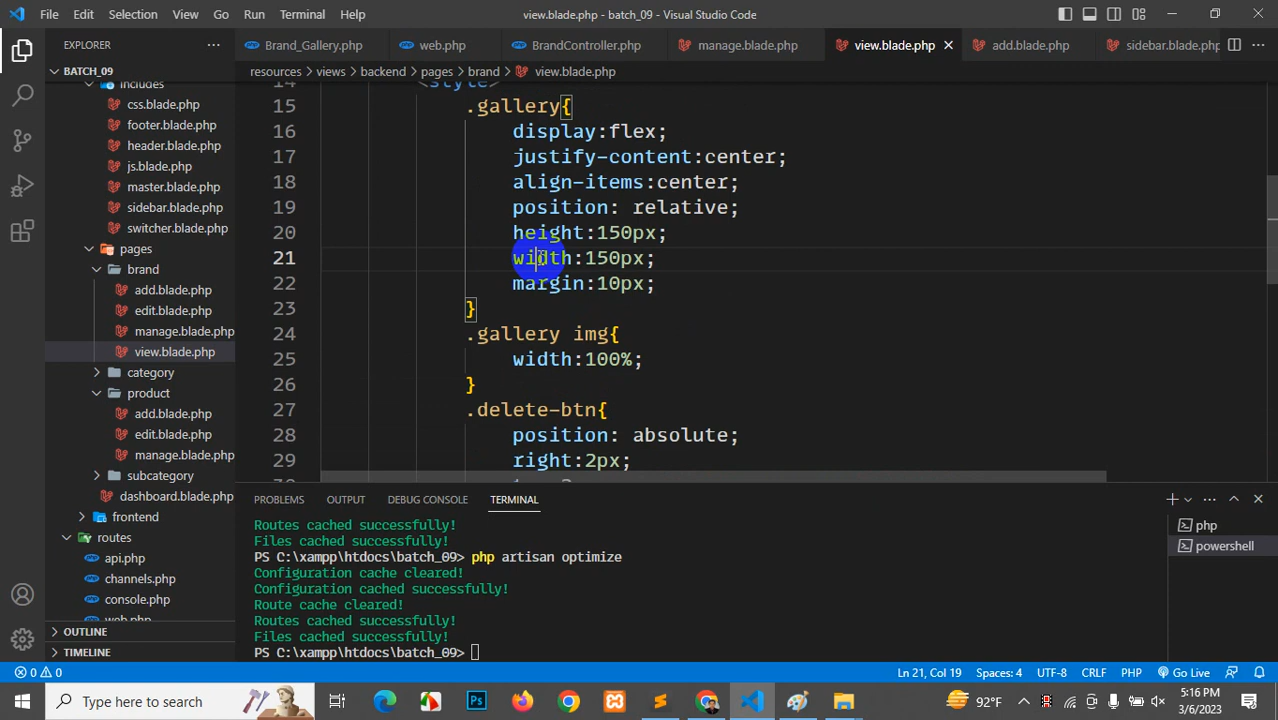 File Edit Selection View Go Run Terminal Help
view.blade.php - batch_09 - Visual Studio Code
EXPLORER
Brand_Gallery.php web.php BrandController.php manage.blade.php view.blade.php add.blade.php sidebar.blade.php
BATCH_09
resources > views > backend > pages > brand > view.blade.php
includes
css.blade.php
footer.blade.php
header.blade.php
js.blade.php
master.blade.php
sidebar.blade.php
switcher.blade.php
pages
brand
add.blade.php
edit.blade.php
manage.blade.php
view.blade.php
category
product
add.blade.php
edit.blade.php
manage.blade.php
subcategory
dashboard.blade.php
frontend
routes
api.php
channels.php
console.php
web.php
OUTLINE
TIMELINE
14 <style>
15 .gallery{
16 display:flex;
17 justify-content:center;
18 align-items:center;
19 position: relative;
20 height:150px;
21 width:150px;
22 margin:10px;
23 }
24 .gallery img{
25 width:100%;
26 }
27 .delete-btn{
28 position: absolute;
29 right:2px;
PROBLEMS OUTPUT DEBUG CONSOLE TERMINAL
php
powershell
Routes cached successfully!
Files cached successfully!
PS C:\xampp\htdocs\batch_09> php artisan optimize
Configuration cache cleared!
Configuration cached successfully!
Route cache cleared!
Routes cached successfully!
Files cached successfully!
PS C:\xampp\htdocs\batch_09>
0 0 Ln 21, Col 19 Spaces: 4 UTF-8 CRLF PHP Go Live
Type here to search
Ps
92°F
5:16 PM
3/6/2023